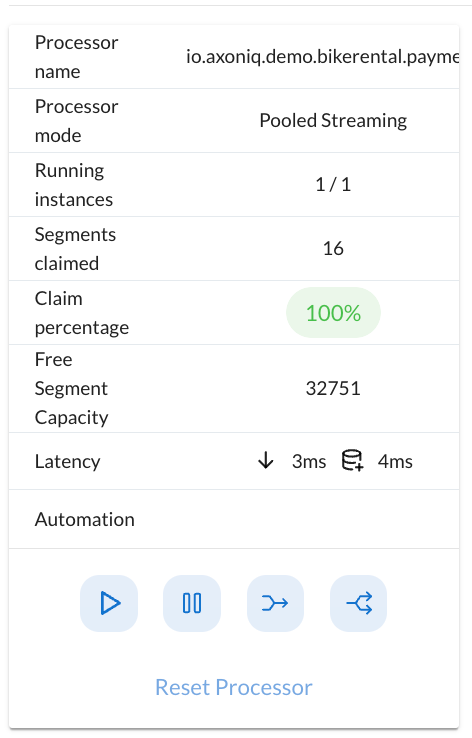 Processor
name
io.axoniq.demo.bikerental.payme
Processor
mode
Pooled Streaming
Running
instances
1 / 1
Segments
claimed
16
Claim
percentage
100%
Free
Segment
Capacity
32751
Latency
3ms
4ms
Automation
Reset Processor